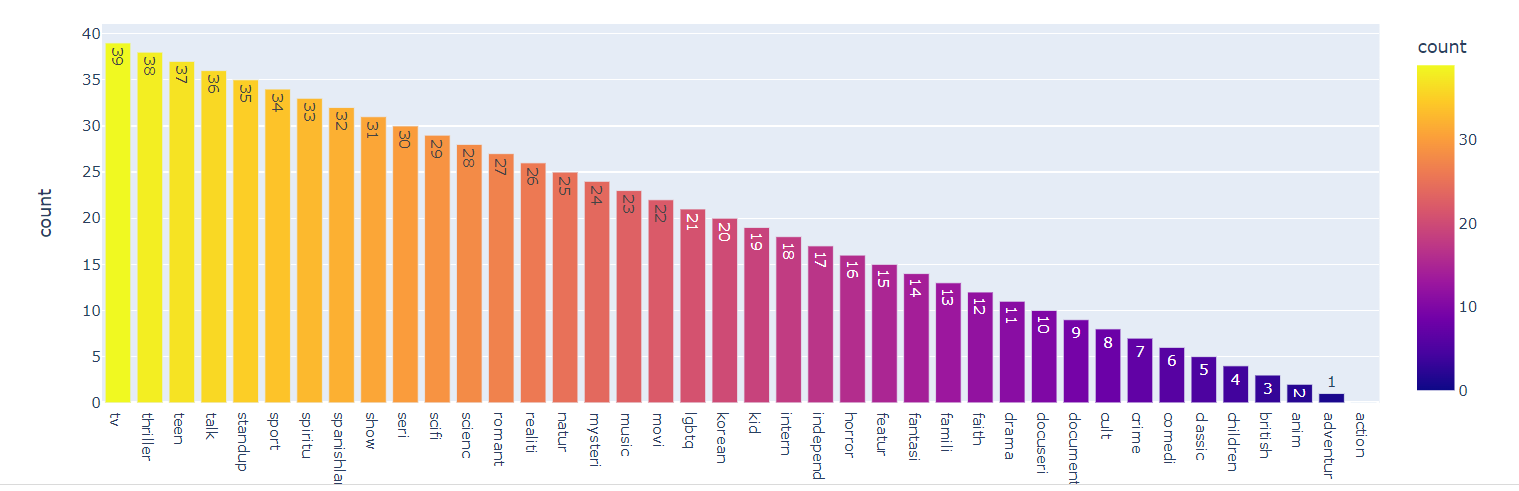 count
40
35
30
25
20
15
10
5
0
39
38
37
36
35
34
33
32
31
30
29
28
27
26
25
24
23
22
21
20
19
18
17
16
15
14
13
12
11
10
9
8
7
6
5
4
3
2
1
tv
thriller
teen
talk
standup
sport
spiritu
spanishla
show
seri
scifi
scienc
romant
realiti
natur
mysteri
music
movi
lgbtq
korean
kid
intern
independ
horror
featur
fantasi
famili
faith
drama
docuseri
document
cult
crime
comedi
classic
children
british
anim
adventur
action
count
30
20
10
0